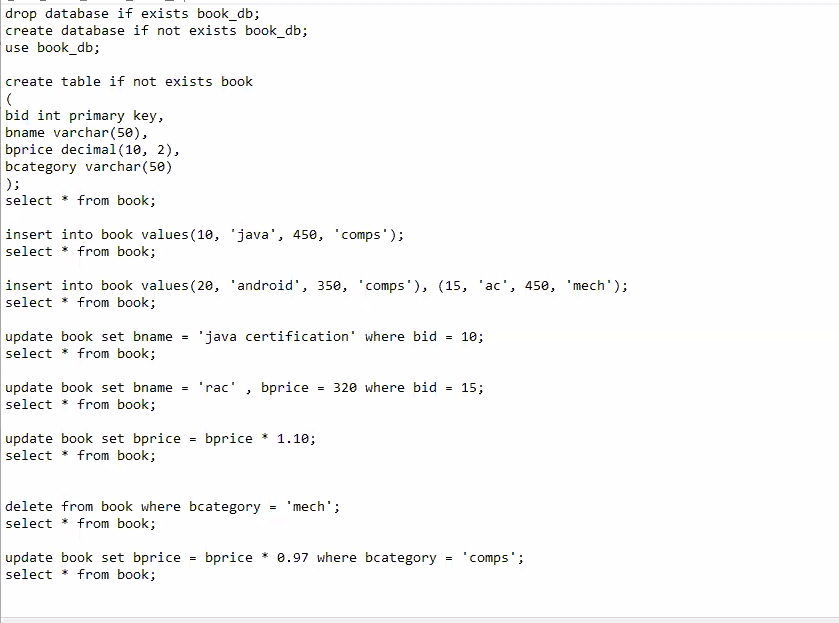 drop database if exists book_db;
create database if not exists book_db;
use book_db;
create table if not exists book
(
bid int primary key,
bname varchar(50),
bprice decimal(10, 2),
bcategory varchar(50)
);
select * from book;
insert into book values(10, 'java', 450, 'comps');
select * from book;
insert into book values(20, 'android', 350, 'comps'), (15, 'ac', 450, 'mech');
select * from book;
update book set bname = 'java certification' where bid = 10;
select * from book;
update book set bname = 'rac' , bprice = 320 where bid = 15;
select * from book;
update book set bprice = bprice * 1.10;
select * from book;
delete from book where bcategory = 'mech';
select * from book;
update book set bprice = bprice * 0.97 where bcategory = 'comps';
select * from book;